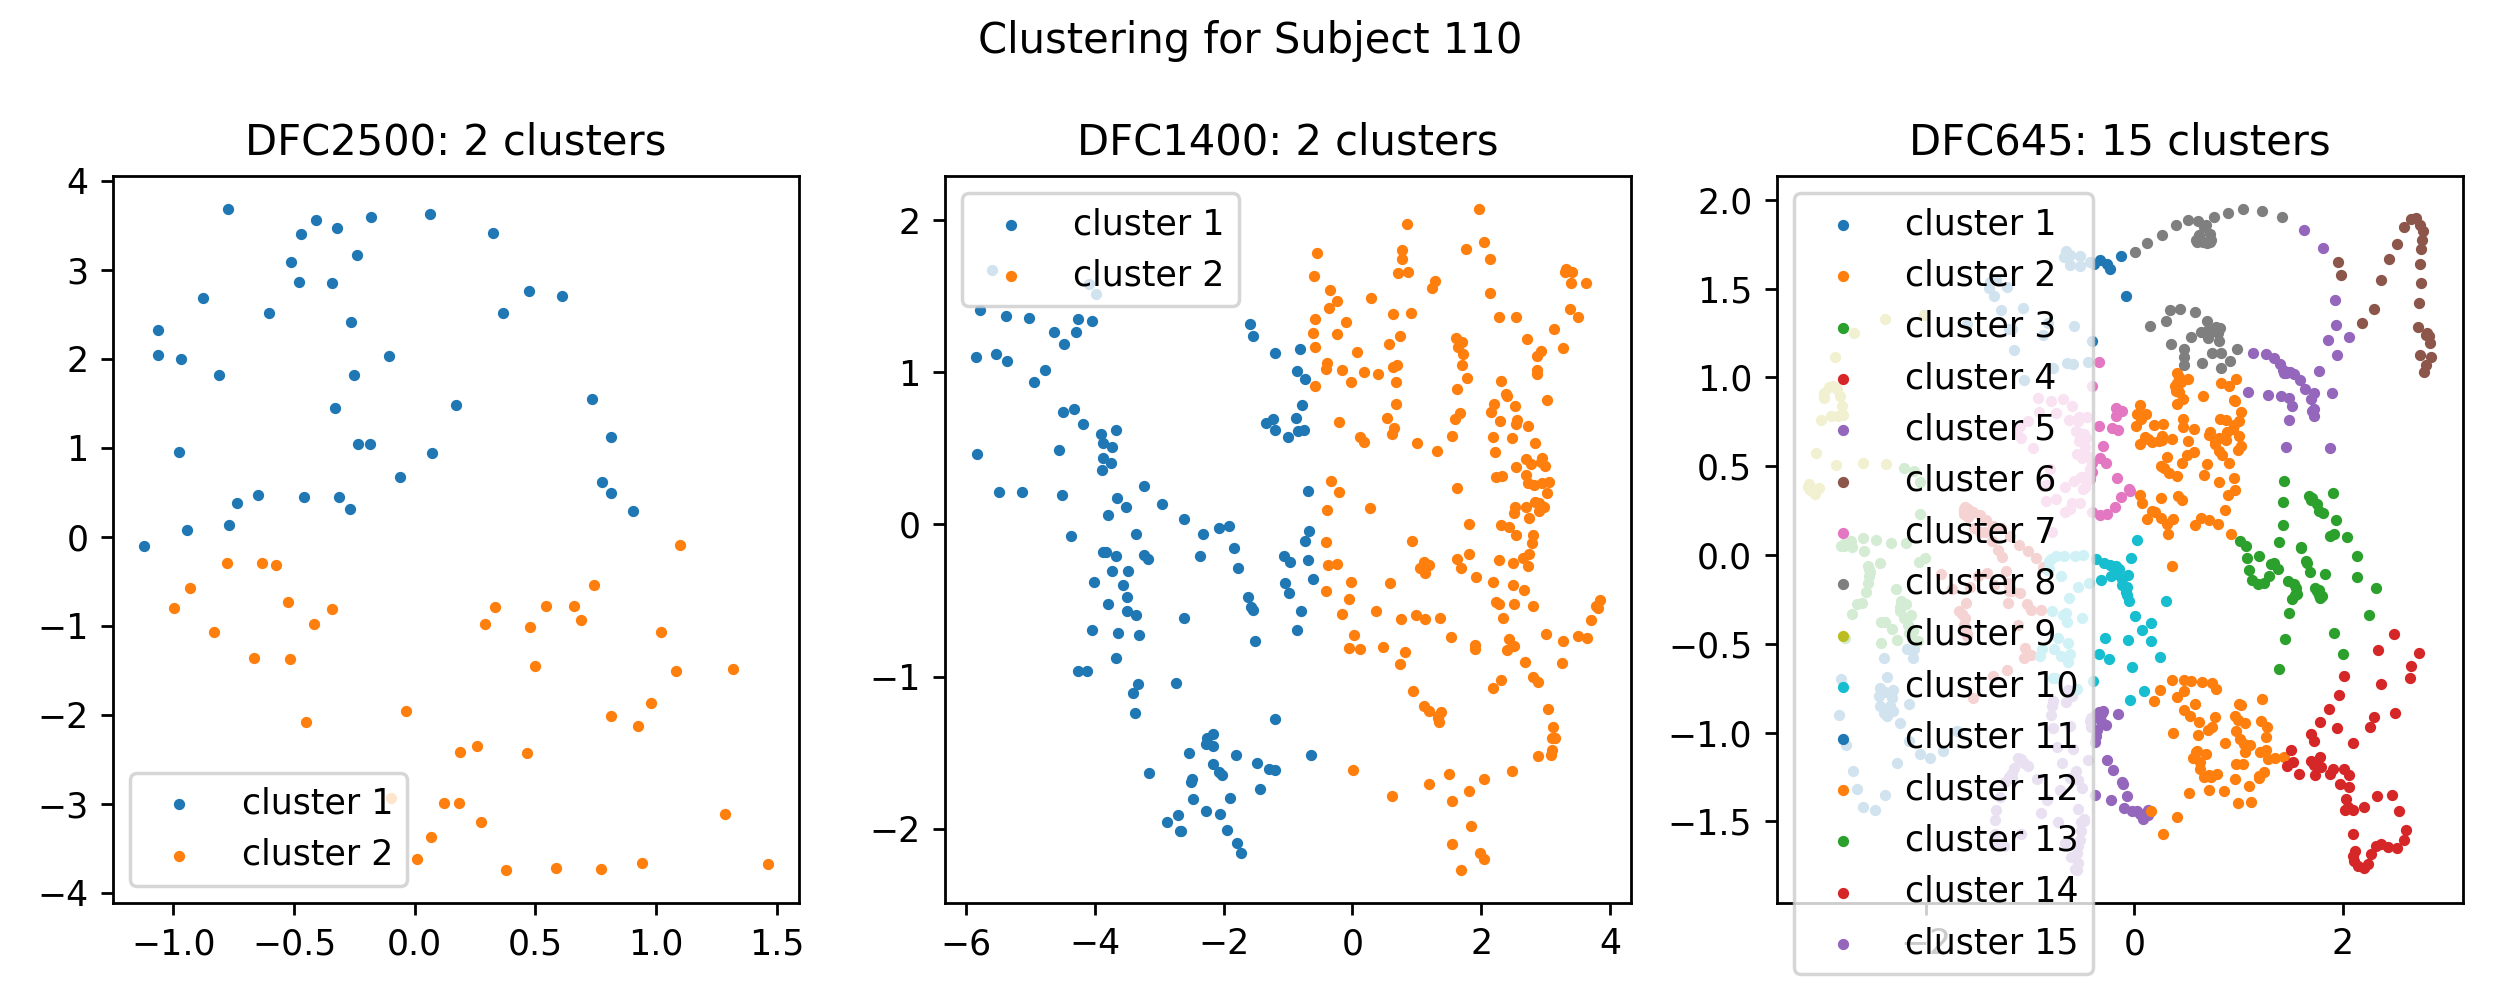 Clustering for Subject 110
DFC2500: 2 clusters
4
3
2
1
0
−1
−2
−3
−4
−1.0 −0.5 0.0 0.5 1.0 1.5
cluster 1
cluster 2
DFC1400: 2 clusters
2
1
0
−1
−2
−6 −4 −2 0 2 4
cluster 1
cluster 2
DFC645: 15 clusters
2.0
1.5
1.0
0.5
0.0
−0.5
−1.0
−1.5
−2 0 2
cluster 1
cluster 2
cluster 3
cluster 4
cluster 5
cluster 6
cluster 7
cluster 8
cluster 9
cluster 10
cluster 11
cluster 12
cluster 13
cluster 14
cluster 15